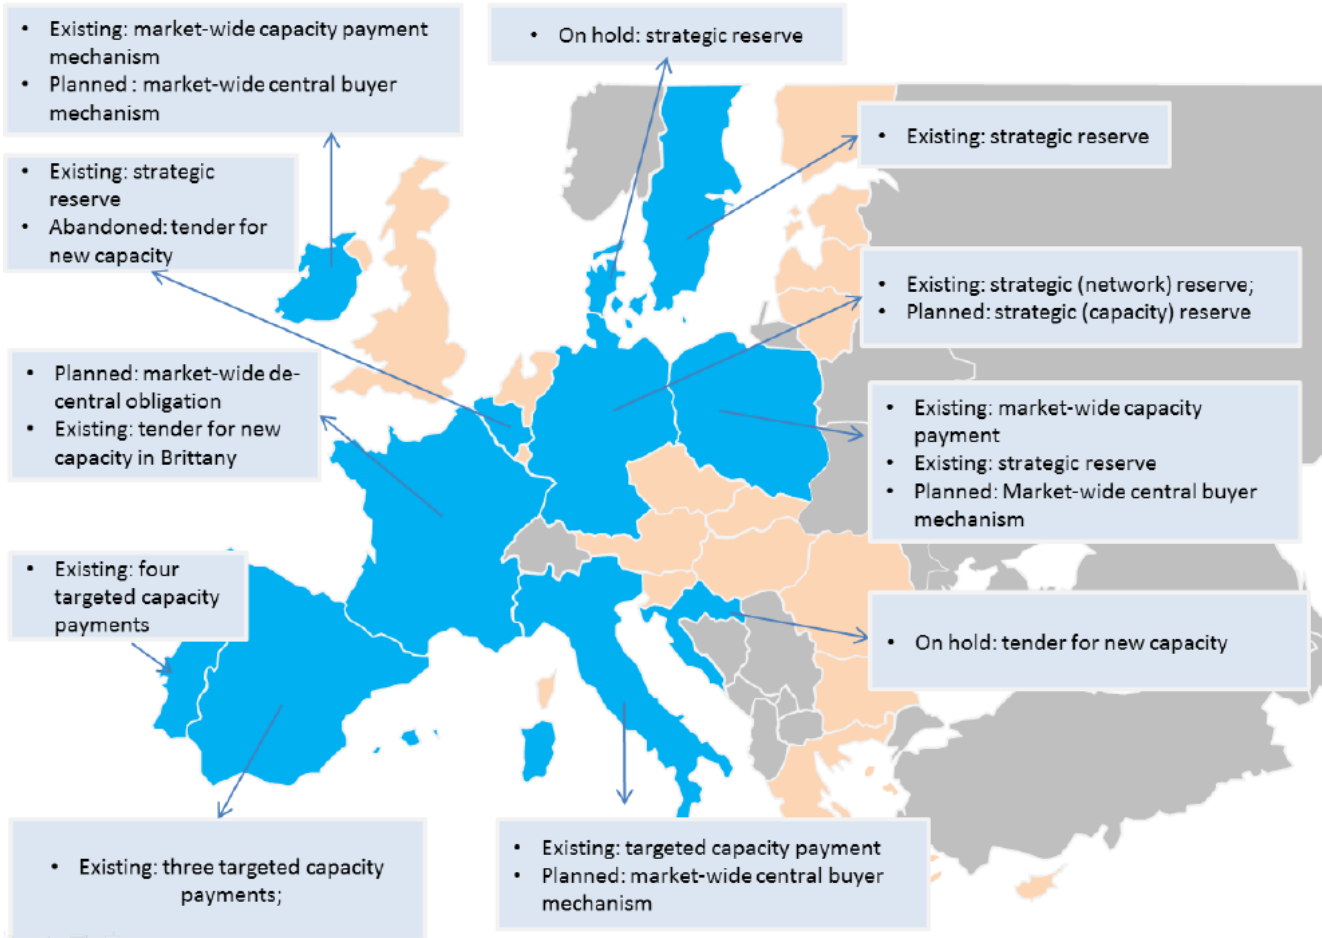 • Existing: market-wide capacity payment
mechanism
• Planned : market-wide central buyer
mechanism
• On hold: strategic reserve
• Existing: strategic reserve
• Existing: strategic
reserve
• Abandoned: tender for
new capacity
• Existing: strategic (network) reserve;
• Planned: strategic (capacity) reserve
• Planned: market-wide de-
central obligation
• Existing: tender for new
capacity in Brittany
• Existing: market-wide capacity
payment
• Existing: strategic reserve
• Planned: Market-wide central buyer
mechanism
• Existing: four
targeted capacity
payments
• On hold: tender for new capacity
• Existing: three targeted capacity
payments;
• Existing: targeted capacity payment
• Planned: market-wide central buyer
mechanism